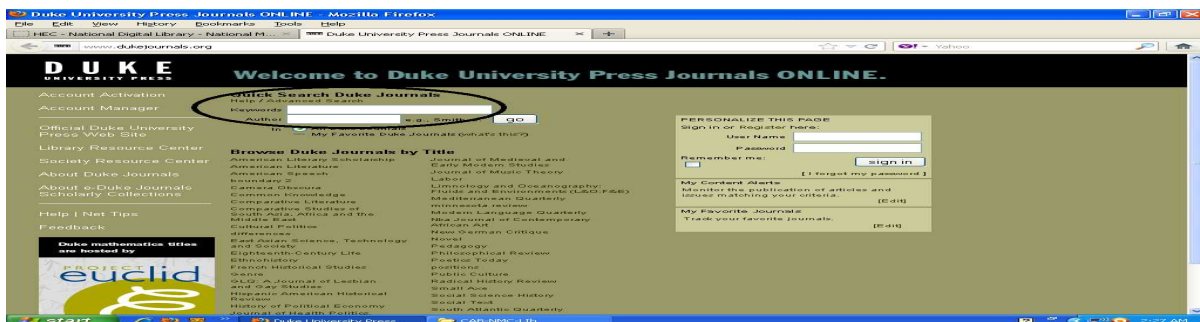 Duke University Press Journals ONLINE - Mozilla Firefox
File Edit View History Bookmarks Tools Help
HEC - National Digital Library - National M...
Duke University Press Journals ONLINE
www.dukejournals.org
Yahoo
DUKE
UNIVERSITY PRESS
Welcome to Duke University Press Journals ONLINE.
Account Activation
Account Manager
Official Duke University
Press Web Site
Library Resource Center
Society Resource Center
About Duke Journals
About e-Duke Journals
Scholarly Collections
Help | Net Tips
Feedback
Duke mathematics titles
are hosted by
PROJECT
euclid
Quick Search Duke Journals
Help / Advanced Search
Keywords
Author e.g., Smith go
In All Duke Journals
My Favorite Duke Journals (what's this?)
Browse Duke Journals by Title
American Literary Scholarship
American Literature
American Speech
boundary 2
Camera Obscura
Common Knowledge
Comparative Literature
Comparative Studies of
South Asia, Africa and the
Middle East
Cultural Politics
differences
East Asian Science, Technology
and Society
Eighteenth-Century Life
Ethnohistory
French Historical Studies
Genre
GLQ: A Journal of Lesbian
and Gay Studies
Hispanic American Historical
Review
History of Political Economy
Journal of Health Politics,
Journal of Medieval and
Early Modern Studies
Journal of Music Theory
Labor
Limnology and Oceanography:
Fluids and Environments (L&O:F&E)
Mediterranean Quarterly
minnesota review
Modern Language Quarterly
Nka Journal of Contemporary
African Art
New German Critique
Novel
Pedagogy
Philosophical Review
Poetics Today
positions
Public Culture
Radical History Review
Small Axe
Social Science History
Social Text
South Atlantic Quarterly
PERSONALIZE THIS PAGE
Sign in or Register here:
User Name
Password
Remember me:
sign in
[I forgot my password]
My Content Alerts
Monitor the publication of articles and
issues matching your criteria.
[Edit]
My Favorite Journals
Track your favorite journals.
[Edit]
start
Duke University Press
2:27 AM